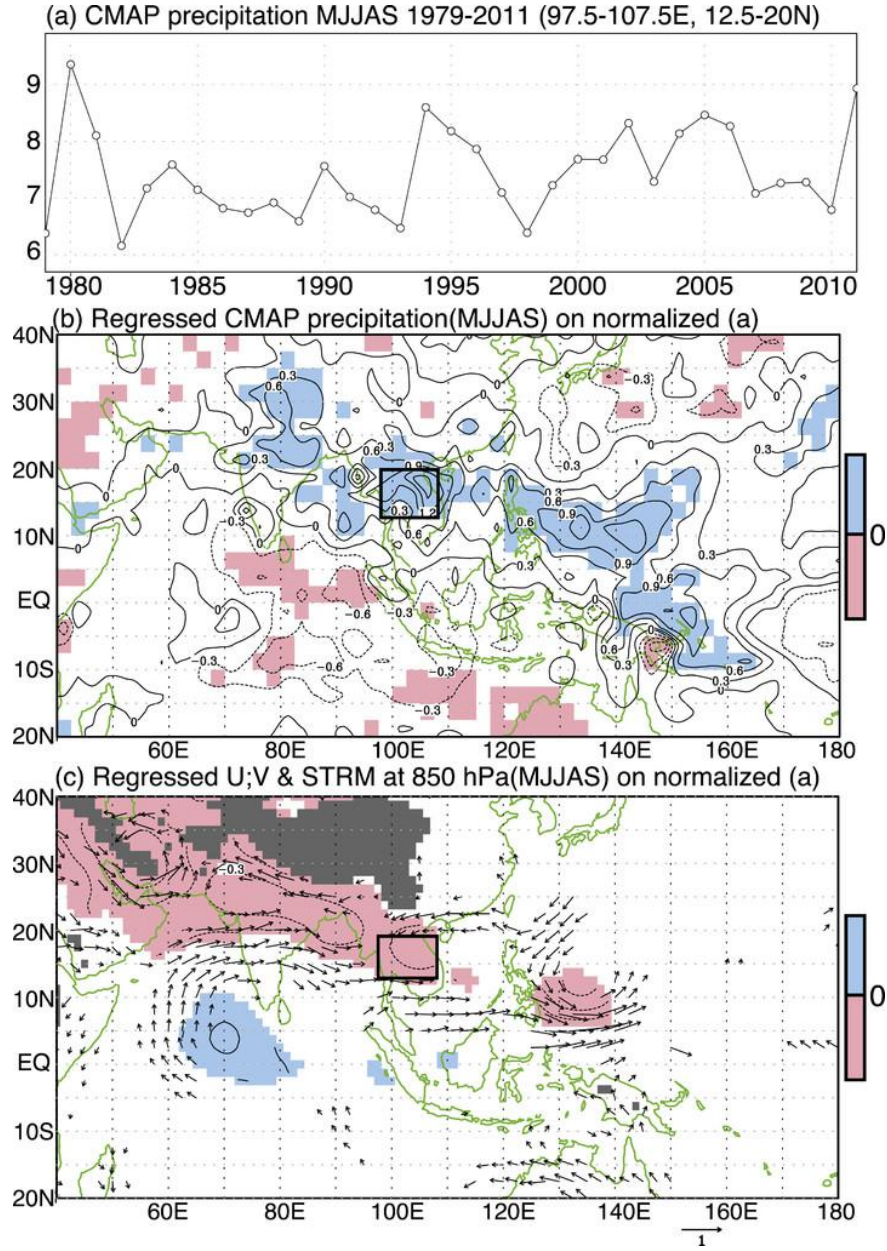 (a) CMAP precipitation MJJAS 1979-2011 (97.5-107.5E, 12.5-20N)
9
8
7
6
1980 1985 1990 1995 2000 2005 2010
(b) Regressed CMAP precipitation(MJJAS) on normalized (a)
40N
30N
20N
10N
EQ
10S
20N
60E 80E 100E 120E 140E 160E 180
0
(c) Regressed U;V & STRM at 850 hPa(MJJAS) on normalized (a)
40N
30N
-0.3
20N
10N
EQ
10S
20N
60E 80E 100E 120E 140E 160E 180
0
1